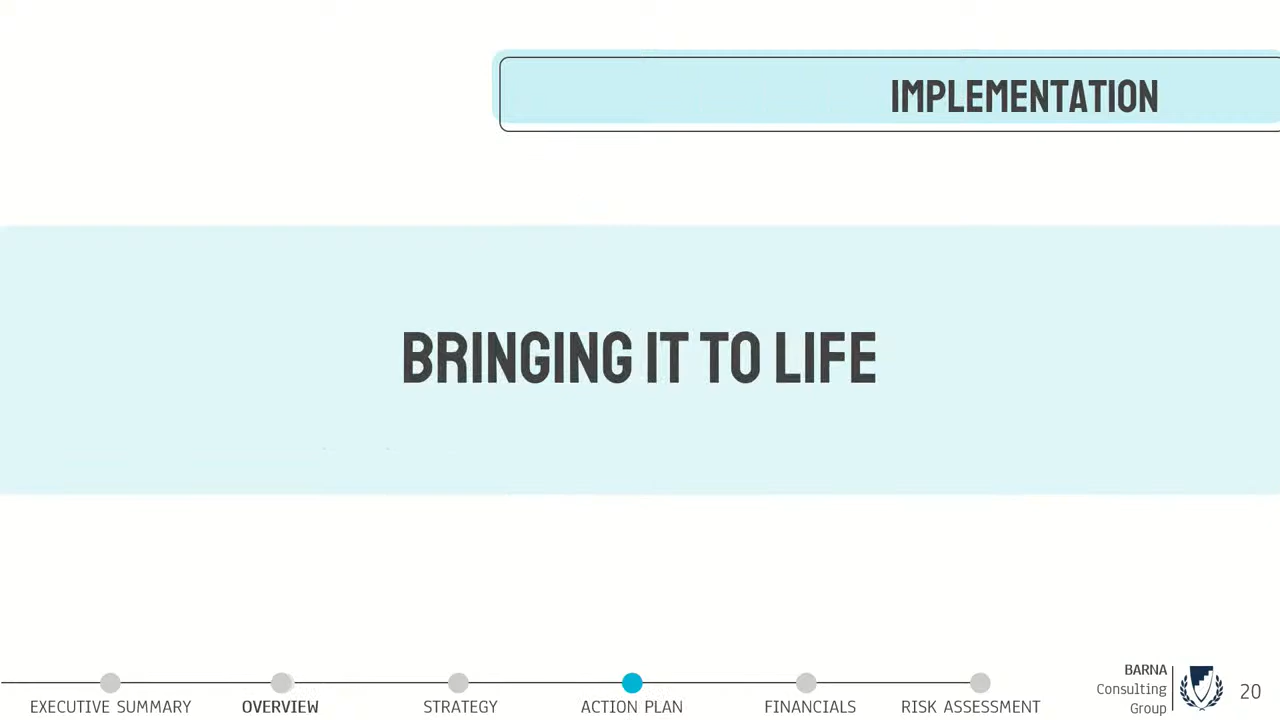 IMPLEMENTATION
BRINGING IT TO LIFE
EXECUTIVE SUMMARY
OVERVIEW
STRATEGY
ACTION PLAN
FINANCIALS
RISK ASSESSMENT
BARNA
Consulting
Group
20